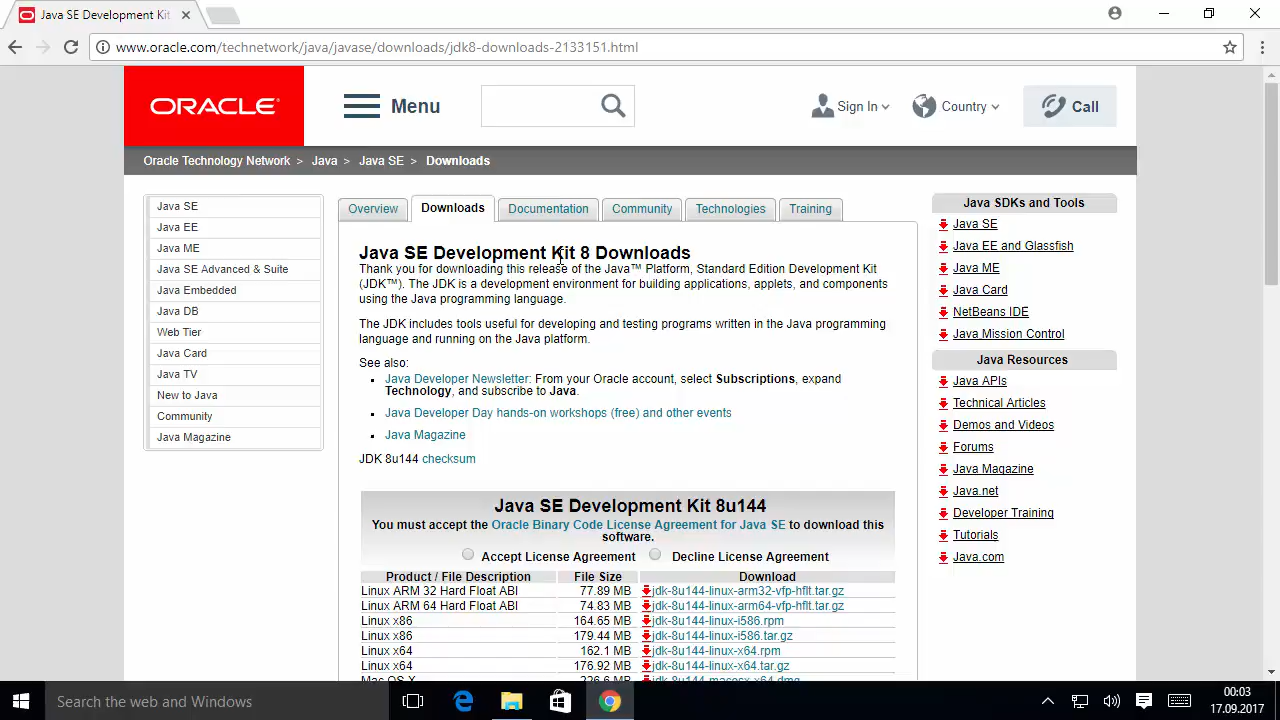 Java SE Development Kit
www.oracle.com/technetwork/java/javase/downloads/jdk8-downloads-2133151.html
ORACLE
Menu
Sign In
Country
Call
Oracle Technology Network > Java > Java SE > Downloads
Java SE
Java EE
Java ME
Java SE Advanced & Suite
Java Embedded
Java DB
Web Tier
Java Card
Java TV
New to Java
Community
Java Magazine
Overview
Downloads
Documentation
Community
Technologies
Training
Java SE Development Kit 8 Downloads
Thank you for downloading this release of the Java™ Platform, Standard Edition Development Kit
(JDK™). The JDK is a development environment for building applications, applets, and components
using the Java programming language.
The JDK includes tools useful for developing and testing programs written in the Java programming
language and running on the Java platform.
See also:
Java Developer Newsletter: From your Oracle account, select Subscriptions, expand
Technology, and subscribe to Java.
Java Developer Day hands-on workshops (free) and other events
Java Magazine
JDK 8u144 checksum
Java SE Development Kit 8u144
You must accept the Oracle Binary Code License Agreement for Java SE to download this
software.
Accept License Agreement Decline License Agreement
Product / File Description File Size Download
Linux ARM 32 Hard Float ABI 77.89 MB jdk-8u144-linux-arm32-vfp-hflt.tar.gz
Linux ARM 64 Hard Float ABI 74.83 MB jdk-8u144-linux-arm64-vfp-hflt.tar.gz
Linux x86 164.65 MB jdk-8u144-linux-i586.rpm
Linux x86 179.44 MB jdk-8u144-linux-i586.tar.gz
Linux x64 162.1 MB jdk-8u144-linux-x64.rpm
Linux x64 176.92 MB jdk-8u144-linux-x64.tar.gz
Mac OS X 226.6 MB jdk-8u144-macosx-x64.dmg
Java SDKs and Tools
Java SE
Java EE and Glassfish
Java ME
Java Card
NetBeans IDE
Java Mission Control
Java Resources
Java APIs
Technical Articles
Demos and Videos
Forums
Java Magazine
Java.net
Developer Training
Tutorials
Java.com
Search the web and Windows
00:03
17.09.2017